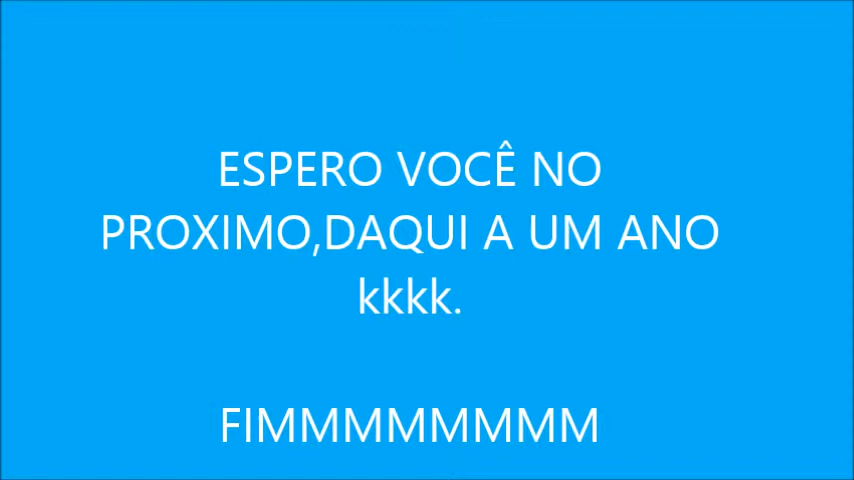 ESPERO VOCÊ NO
PROXIMO,DAQUI A UM ANO
kkkk.
FIMMMMMMMM